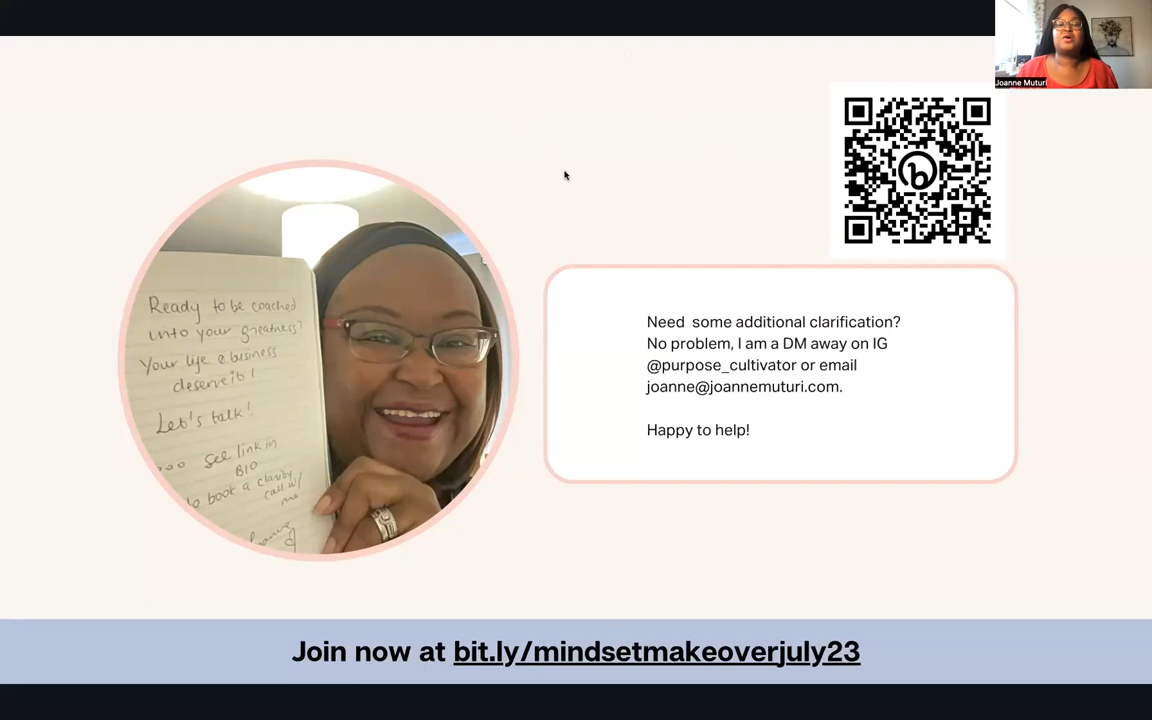 Joanne Muturi
Ready to be coached
into your greatness?
Your life & business
deserve it!
Let's talk!
See link in
BIO
to book a clarity
call w/
me
Need some additional clarification?
No problem, I am a DM away on IG
@purpose_cultivator or email
joanne@joannemuturi.com.
Happy to help!
Join now at bit.ly/mindsetmakeoverjuly23